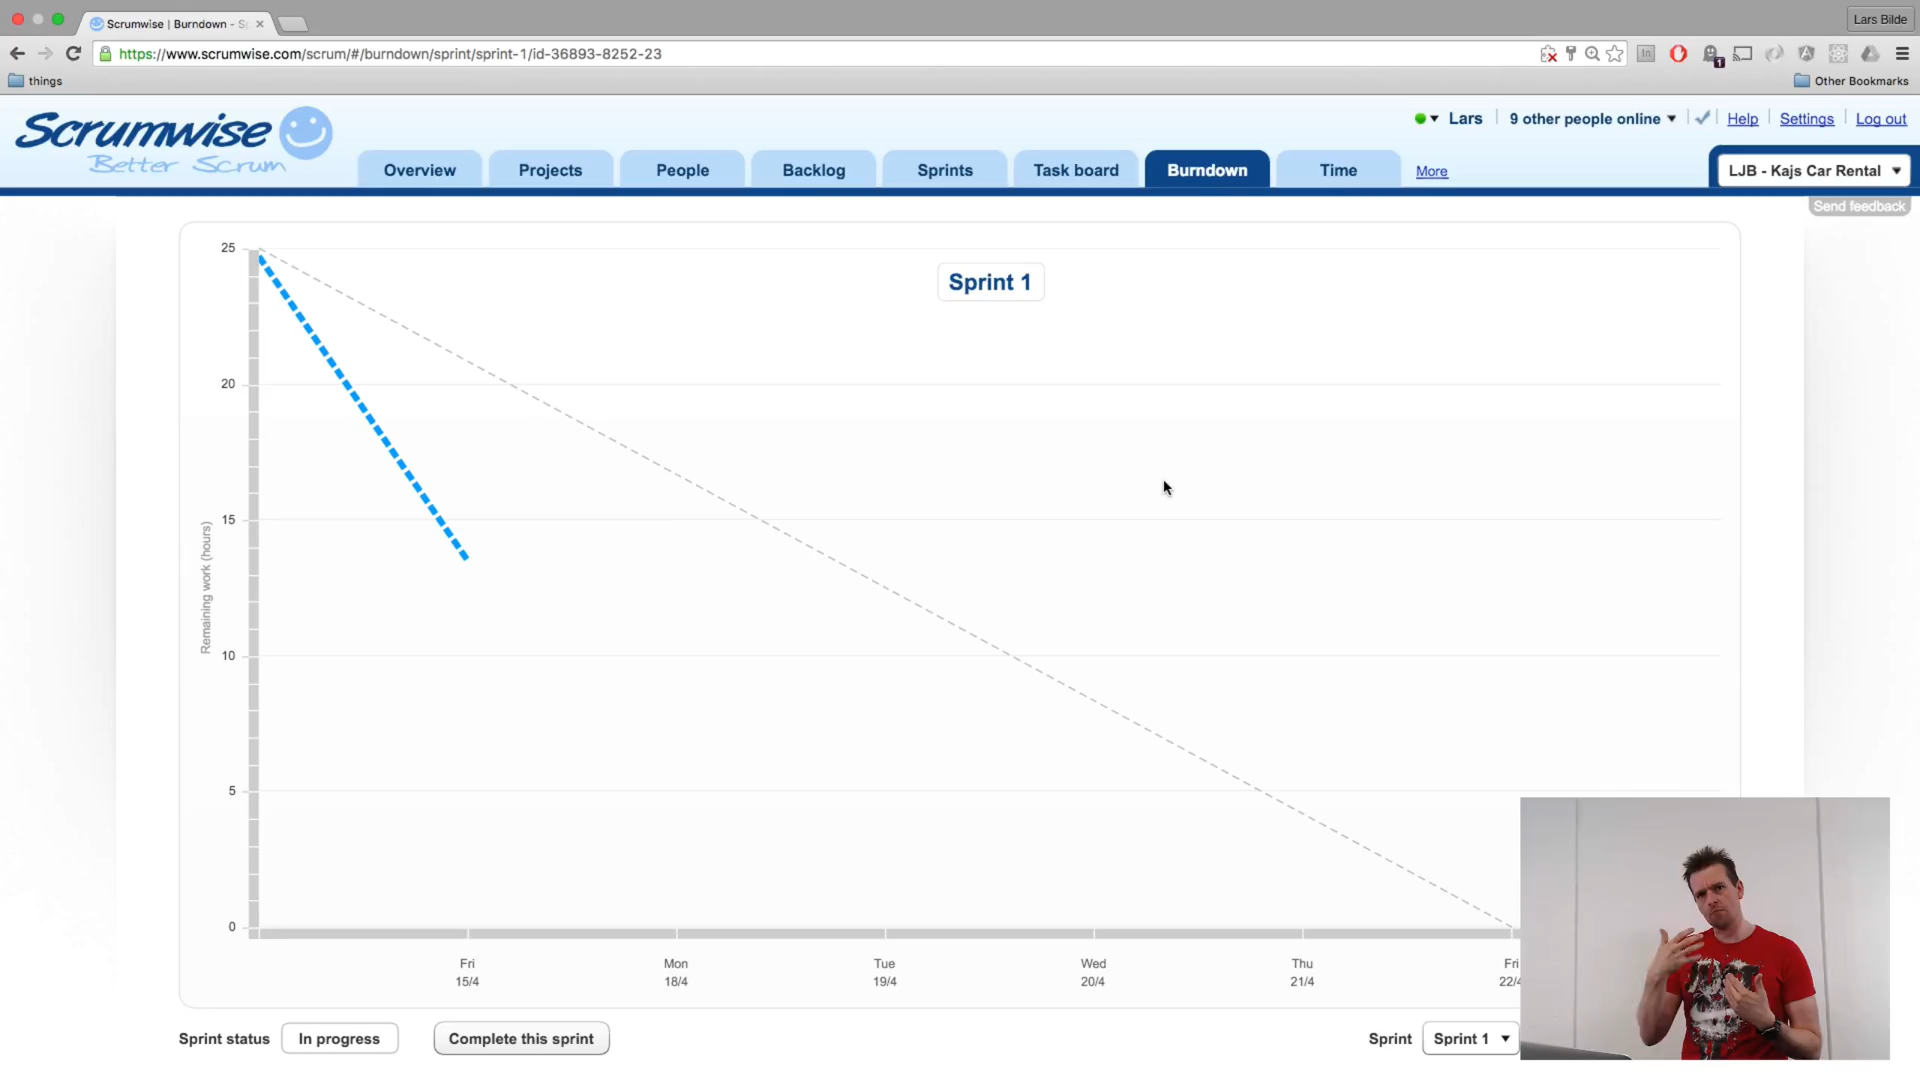 Scrumwise | Burndown - S
Lars Bilde
https://www.scrumwise.com/scrum/#/burndown/sprint/sprint-1/id-36893-8252-23
things
Other Bookmarks
Scrumwise
Better Scrum
Lars
9 other people online
Help
Settings
Log out
Overview
Projects
People
Backlog
Sprints
Task board
Burndown
Time
More
LJB - Kajs Car Rental
Send feedback
Sprint 1
Remaining work (hours)
25
20
15
10
5
0
Fri
15/4
Mon
18/4
Tue
19/4
Wed
20/4
Thu
21/4
Fri
22/4
Sprint status
In progress
Complete this sprint
Sprint
Sprint 1
JUST